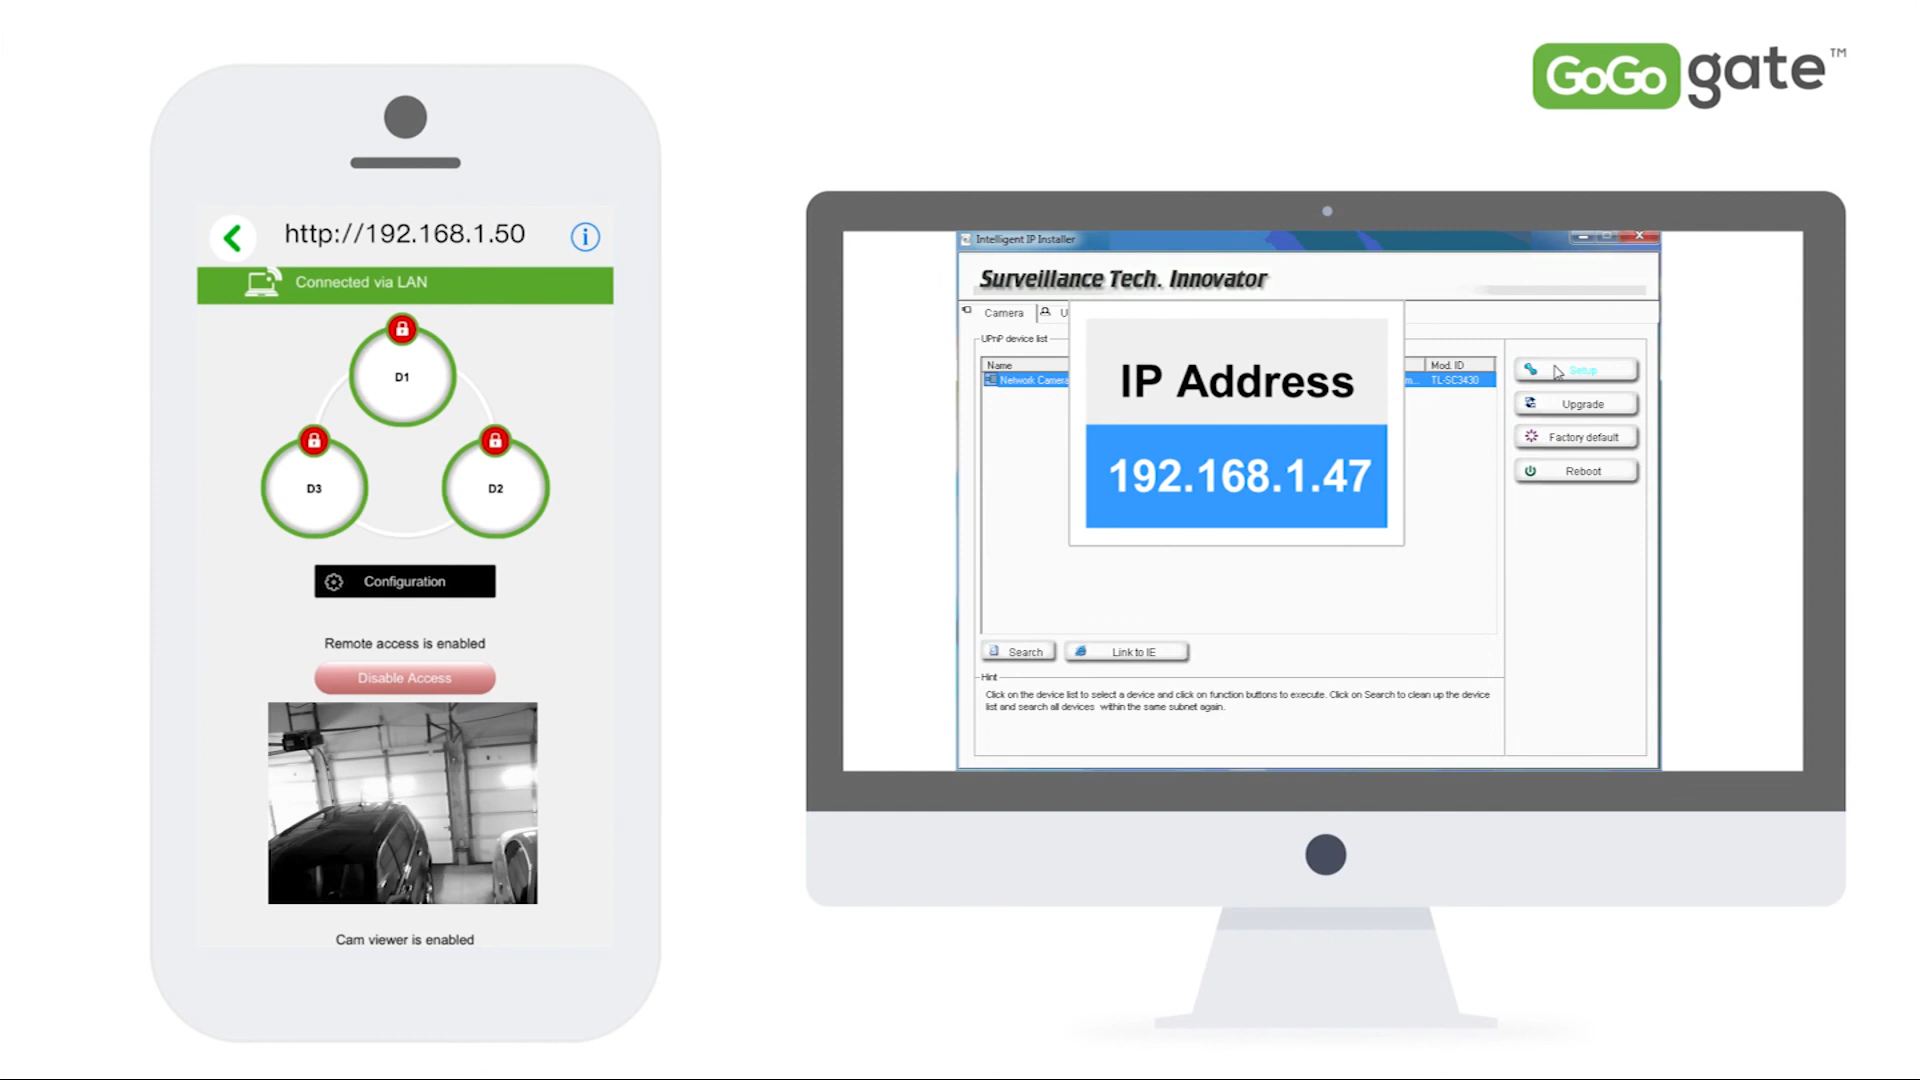 GoGo gate™
http://192.168.1.50
i
Connected via LAN
D1
D3
D2
Configuration
Remote access is enabled
Disable Access
Cam viewer is enabled
Intelligent IP Installer
Surveillance Tech. Innovator
Camera
U
UPnP device list
Name
Mod. ID
Network Camera
m...
TL-SC3430
IP Address
192.168.1.47
Setup
Upgrade
Factory default
Reboot
Search
Link to IE
Hint
Click on the device list to select a device and click on function buttons to execute. Click on Search to clean up the device
list and search all devices within the same subnet again.